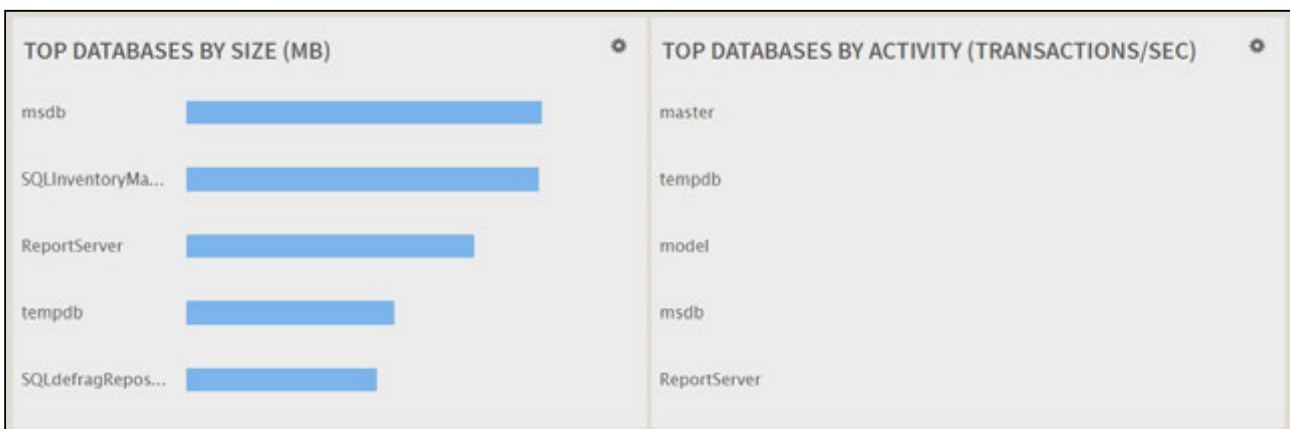 TOP DATABASES BY SIZE (MB)
msdb
SQLInventoryMa...
ReportServer
tempdb
SQLdefragRepos...
TOP DATABASES BY ACTIVITY (TRANSACTIONS/SEC)
master
tempdb
model
msdb
ReportServer